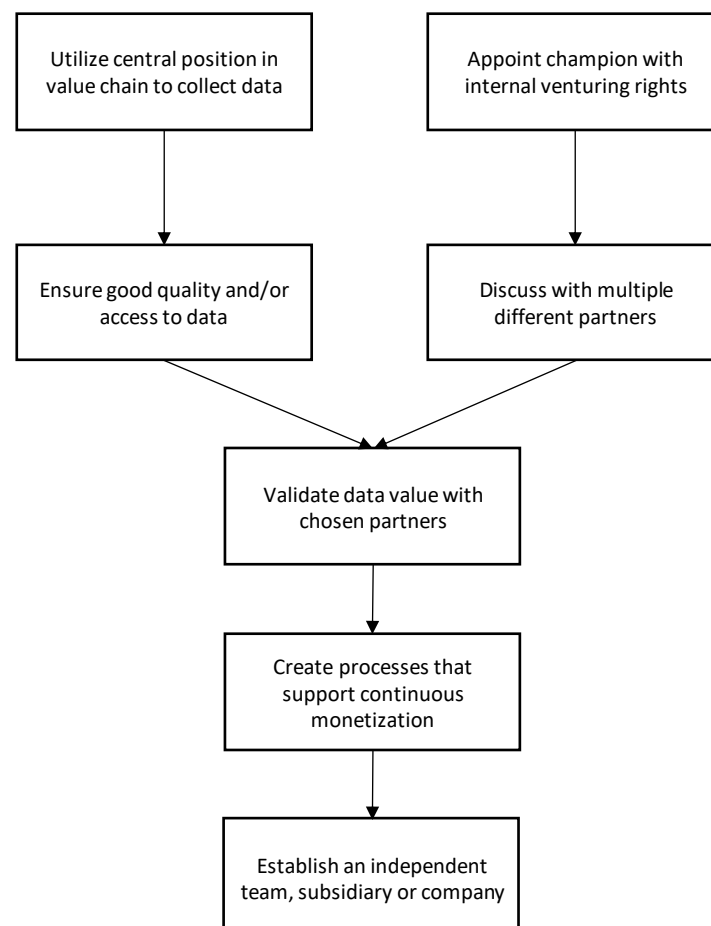 Utilize central position in
value chain to collect data
Appoint champion with
internal venturing rights
Ensure good quality and/or
access to data
Discuss with multiple
different partners
Validate data value with
chosen partners
Create processes that
support continuous
monetization
Establish an independent
team, subsidiary or company